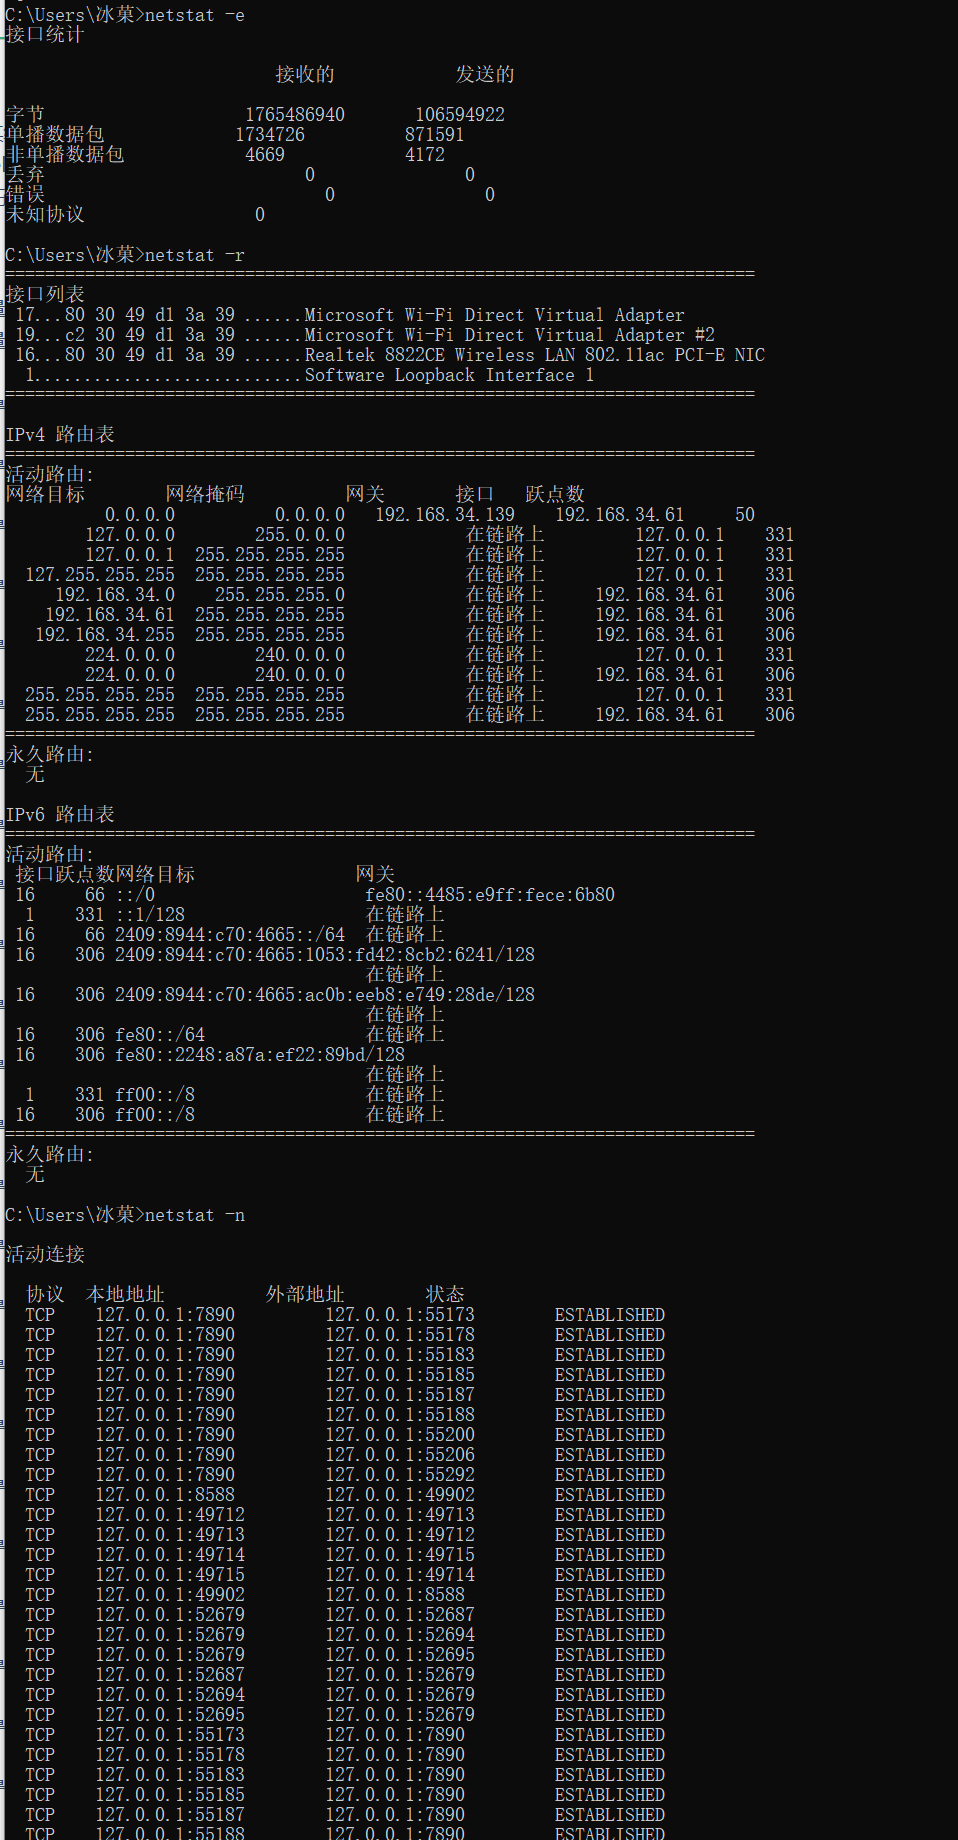 C:\Users\冰菓>netstat -e
接口统计
接收的 发送的
字节 1765486940 106594922
单播数据包 1734726 871591
非单播数据包 4669 4172
丢弃 0 0
错误 0 0
未知协议 0
C:\Users\冰菓>netstat -r
===========================================================================
接口列表
17...80 30 49 d1 3a 39 ......Microsoft Wi-Fi Direct Virtual Adapter
19...c2 30 49 d1 3a 39 ......Microsoft Wi-Fi Direct Virtual Adapter #2
16...80 30 49 d1 3a 39 ......Realtek 8822CE Wireless LAN 802.11ac PCI-E NIC
1...........................Software Loopback Interface 1
===========================================================================
IPv4 路由表
===========================================================================
活动路由:
网络目标 网络掩码 网关 接口 跃点数
0.0.0.0 0.0.0.0 192.168.34.139 192.168.34.61 50
127.0.0.0 255.0.0.0 在链路上 127.0.0.1 331
127.0.0.1 255.255.255.255 在链路上 127.0.0.1 331
127.255.255.255 255.255.255.255 在链路上 127.0.0.1 331
192.168.34.0 255.255.255.0 在链路上 192.168.34.61 306
192.168.34.61 255.255.255.255 在链路上 192.168.34.61 306
192.168.34.255 255.255.255.255 在链路上 192.168.34.61 306
224.0.0.0 240.0.0.0 在链路上 127.0.0.1 331
224.0.0.0 240.0.0.0 在链路上 192.168.34.61 306
255.255.255.255 255.255.255.255 在链路上 127.0.0.1 331
255.255.255.255 255.255.255.255 在链路上 192.168.34.61 306
===========================================================================
永久路由:
无
IPv6 路由表
===========================================================================
活动路由:
接口跃点数网络目标 网关
16 66 ::/0 fe80::4485:e9ff:fece:6b80
1 331 ::1/128 在链路上
16 66 2409:8944:c70:4665::/64 在链路上
16 306 2409:8944:c70:4665:1053:fd42:8cb2:6241/128
在链路上
16 306 2409:8944:c70:4665:ac0b:eeb8:e749:28de/128
在链路上
16 306 fe80::/64 在链路上
16 306 fe80::2248:a87a:ef22:89bd/128
在链路上
1 331 ff00::/8 在链路上
16 306 ff00::/8 在链路上
===========================================================================
永久路由:
无
C:\Users\冰菓>netstat -n
活动连接
协议 本地地址 外部地址 状态
TCP 127.0.0.1:7890 127.0.0.1:55173 ESTABLISHED
TCP 127.0.0.1:7890 127.0.0.1:55178 ESTABLISHED
TCP 127.0.0.1:7890 127.0.0.1:55183 ESTABLISHED
TCP 127.0.0.1:7890 127.0.0.1:55185 ESTABLISHED
TCP 127.0.0.1:7890 127.0.0.1:55187 ESTABLISHED
TCP 127.0.0.1:7890 127.0.0.1:55188 ESTABLISHED
TCP 127.0.0.1:7890 127.0.0.1:55200 ESTABLISHED
TCP 127.0.0.1:7890 127.0.0.1:55206 ESTABLISHED
TCP 127.0.0.1:7890 127.0.0.1:55292 ESTABLISHED
TCP 127.0.0.1:8588 127.0.0.1:49902 ESTABLISHED
TCP 127.0.0.1:49712 127.0.0.1:49713 ESTABLISHED
TCP 127.0.0.1:49713 127.0.0.1:49712 ESTABLISHED
TCP 127.0.0.1:49714 127.0.0.1:49715 ESTABLISHED
TCP 127.0.0.1:49715 127.0.0.1:49714 ESTABLISHED
TCP 127.0.0.1:49902 127.0.0.1:8588 ESTABLISHED
TCP 127.0.0.1:52679 127.0.0.1:52687 ESTABLISHED
TCP 127.0.0.1:52679 127.0.0.1:52694 ESTABLISHED
TCP 127.0.0.1:52679 127.0.0.1:52695 ESTABLISHED
TCP 127.0.0.1:52687 127.0.0.1:52679 ESTABLISHED
TCP 127.0.0.1:52694 127.0.0.1:52679 ESTABLISHED
TCP 127.0.0.1:52695 127.0.0.1:52679 ESTABLISHED
TCP 127.0.0.1:55173 127.0.0.1:7890 ESTABLISHED
TCP 127.0.0.1:55178 127.0.0.1:7890 ESTABLISHED
TCP 127.0.0.1:55183 127.0.0.1:7890 ESTABLISHED
TCP 127.0.0.1:55185 127.0.0.1:7890 ESTABLISHED
TCP 127.0.0.1:55187 127.0.0.1:7890 ESTABLISHED
TCP 127.0.0.1:55188 127.0.0.1:7890 ESTABLISHED